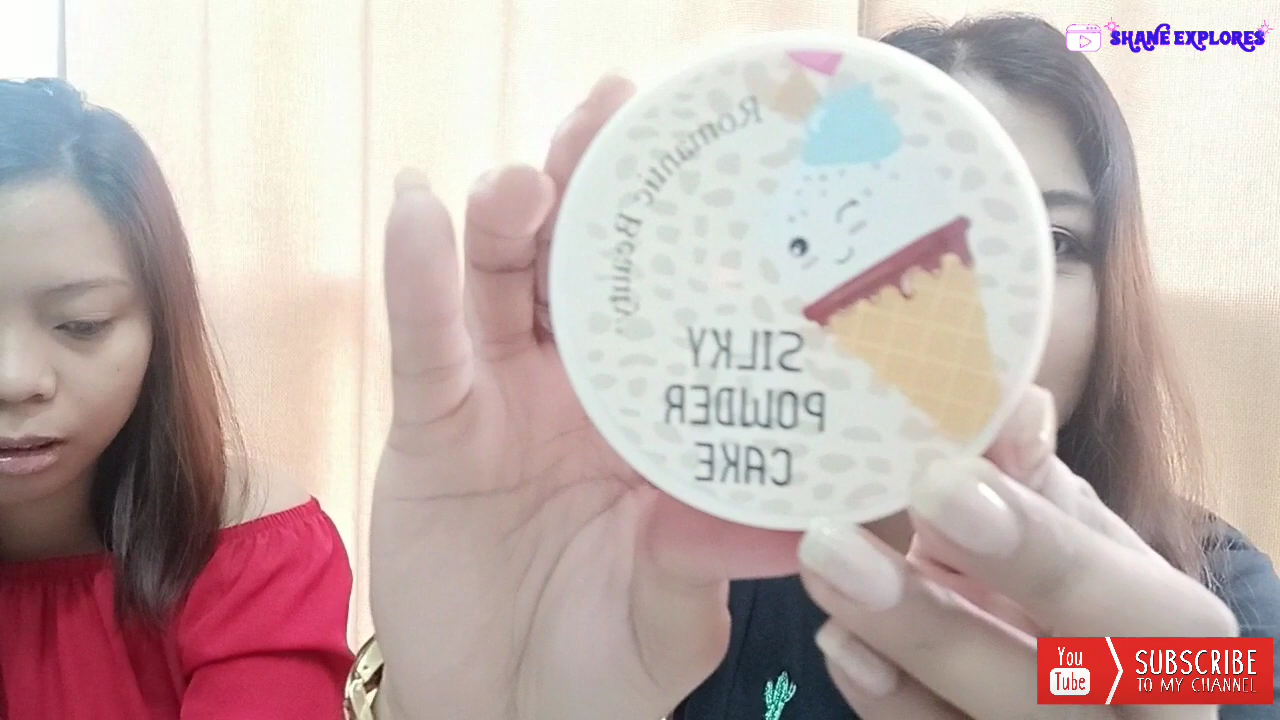 SHANE EXPLORES
Romantic Beauty..
SILKY
POWDER
CAKE
You
Tube
SUBSCRIBE
TO MY CHANNEL